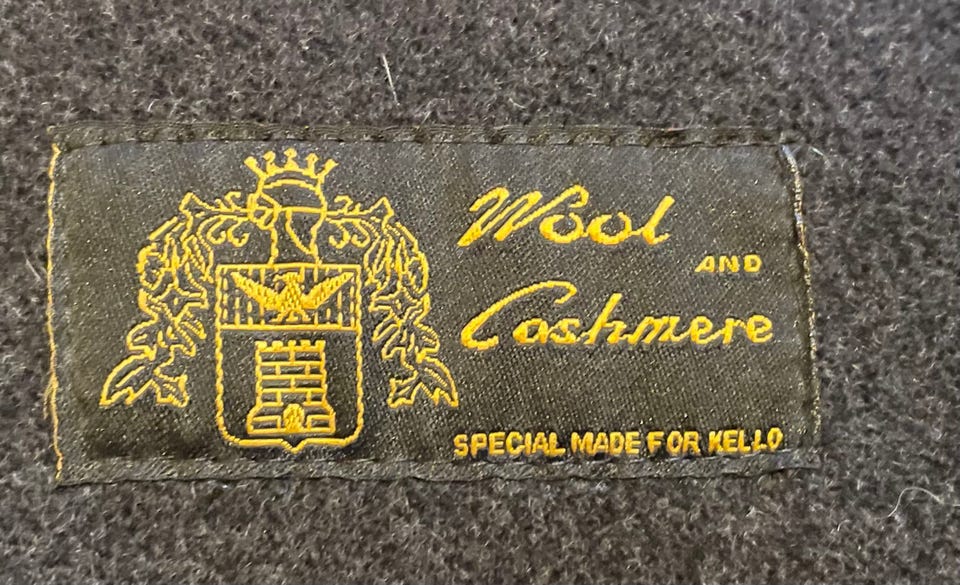 Wool
AND
Cashmere
SPECIAL MADE FOR KELLO